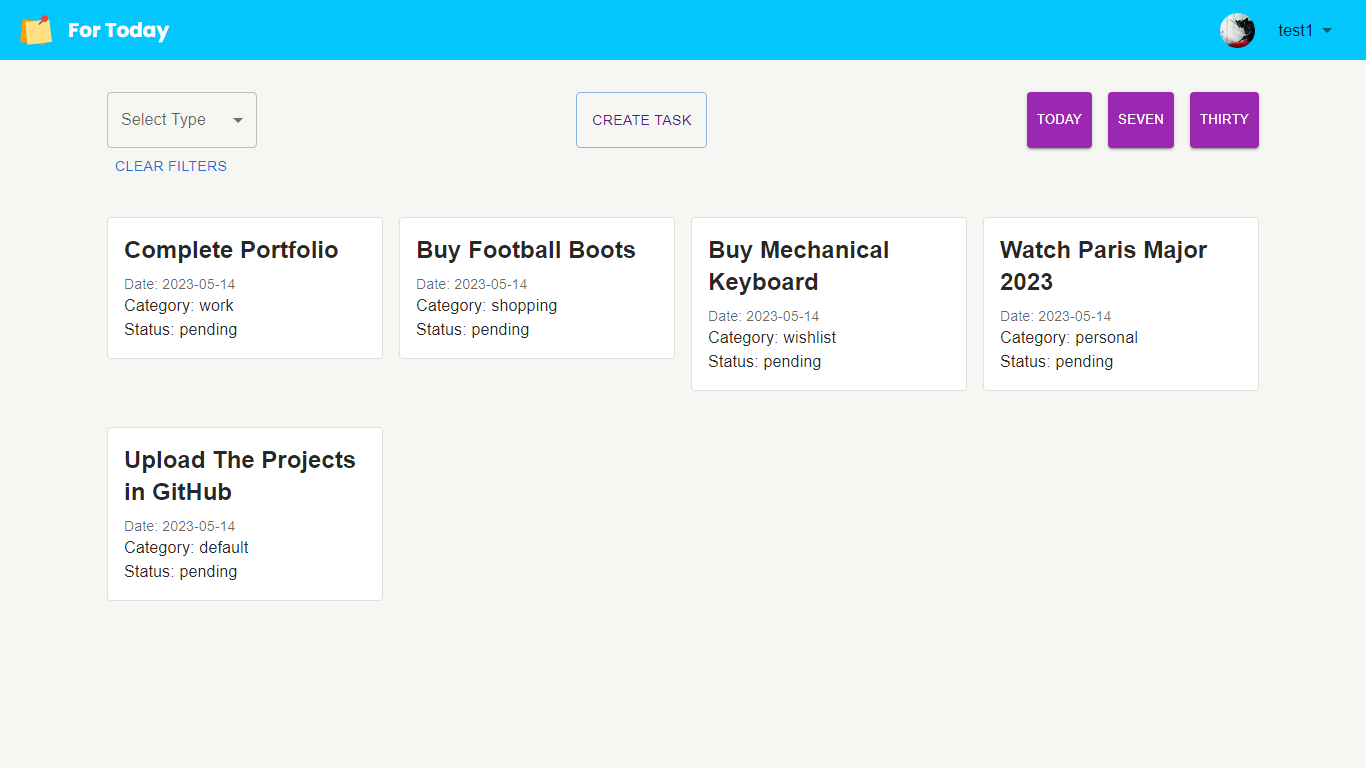 For Today
test1
Select Type
CREATE TASK
TODAY
SEVEN
THIRTY
CLEAR FILTERS
Complete Portfolio
Date: 2023-05-14
Category: work
Status: pending
Buy Football Boots
Date: 2023-05-14
Category: shopping
Status: pending
Buy Mechanical
Keyboard
Date: 2023-05-14
Category: wishlist
Status: pending
Watch Paris Major
2023
Date: 2023-05-14
Category: personal
Status: pending
Upload The Projects
in GitHub
Date: 2023-05-14
Category: default
Status: pending